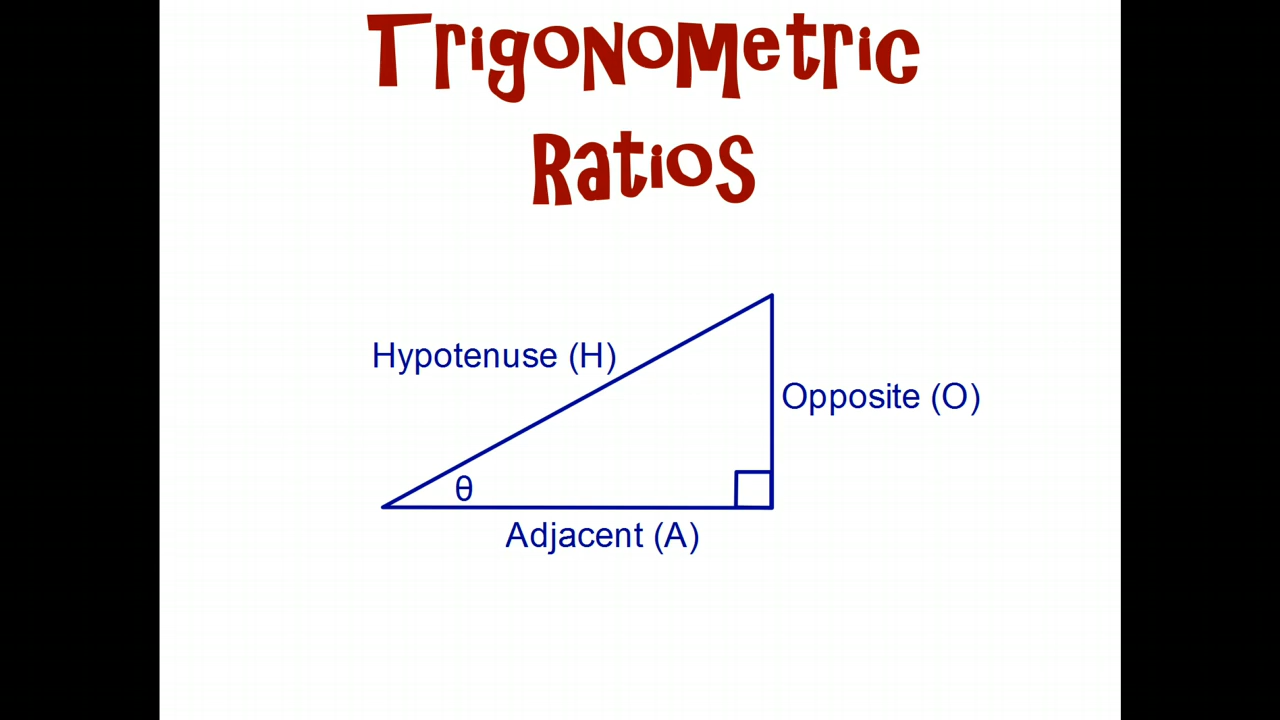 Trigonometric
Ratios
Hypotenuse (H)
Opposite (O)
θ
Adjacent (A)